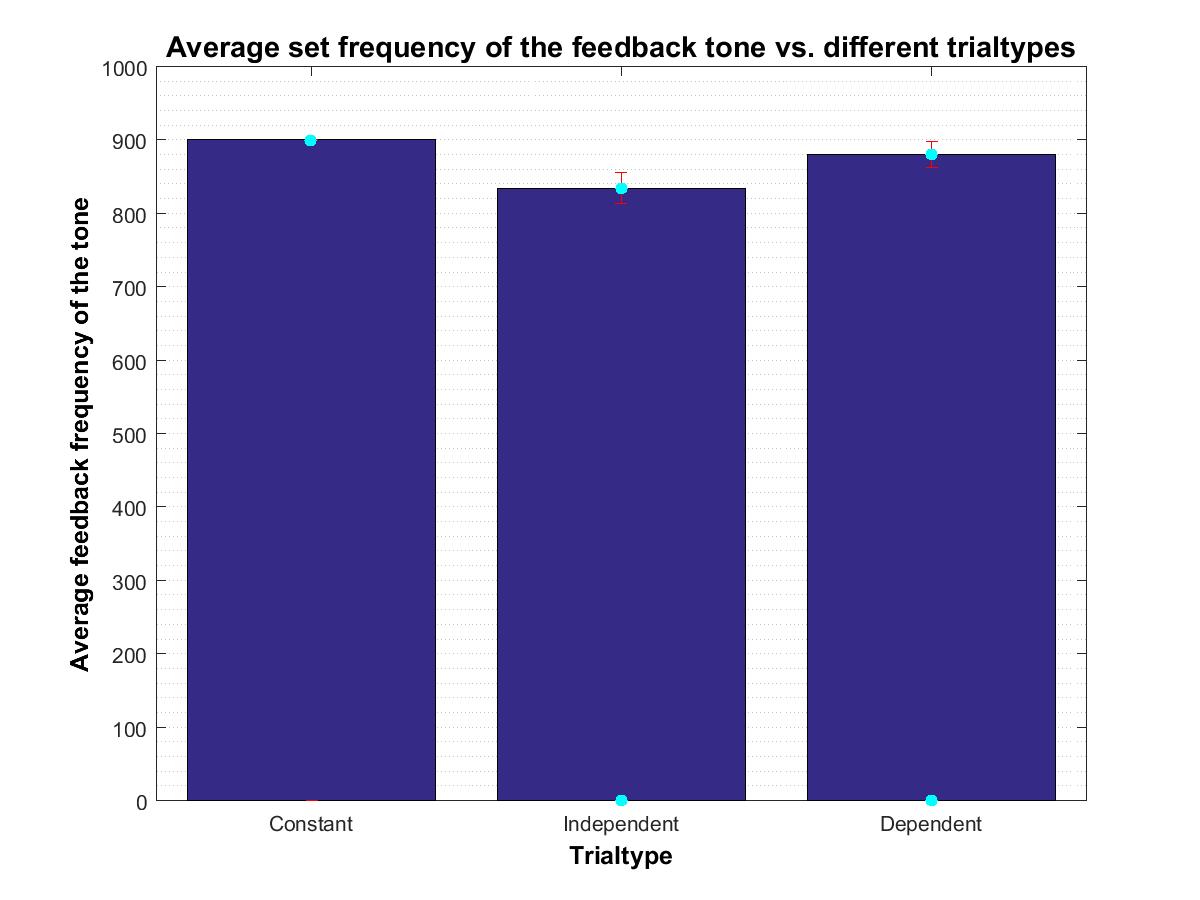 Average set frequency of the feedback tone vs. different trialtypes
1000
900
800
700
600
500
400
300
200
100
0
Average feedback frequency of the tone
Constant
Independent
Dependent
Trialtype